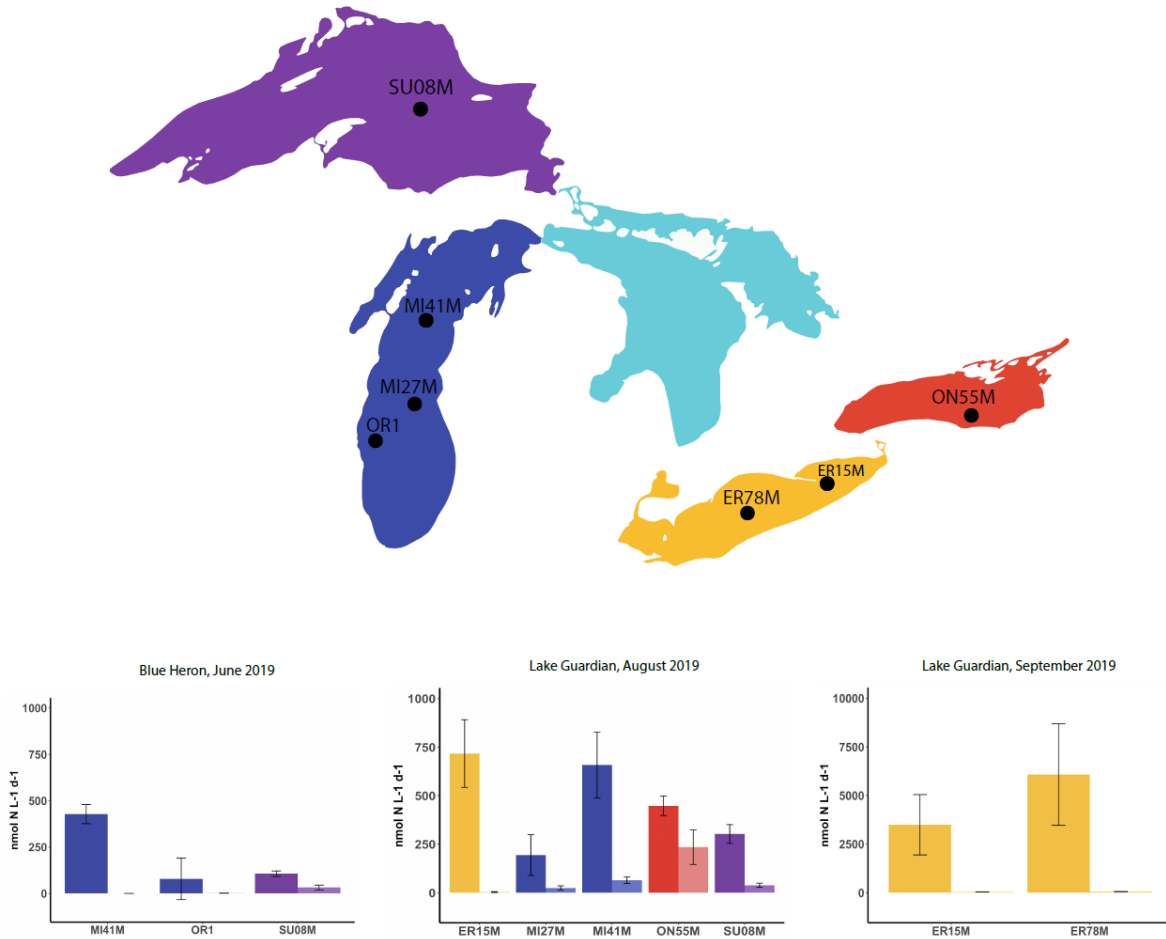 SU08M
MI41M
MI27M
OR1
ON55M
ER15M
ER78M
Blue Heron, June 2019
nmol N L-1 d-1
1000
750
500
250
0
MI41M OR1 SU08M
Lake Guardian, August 2019
nmol N L-1 d-1
1000
750
500
250
0
ER15M MI27M MI41M ON55M SU08M
Lake Guardian, September 2019
nmol N L-1 d-1
10000
7500
5000
2500
0
ER15M ER78M